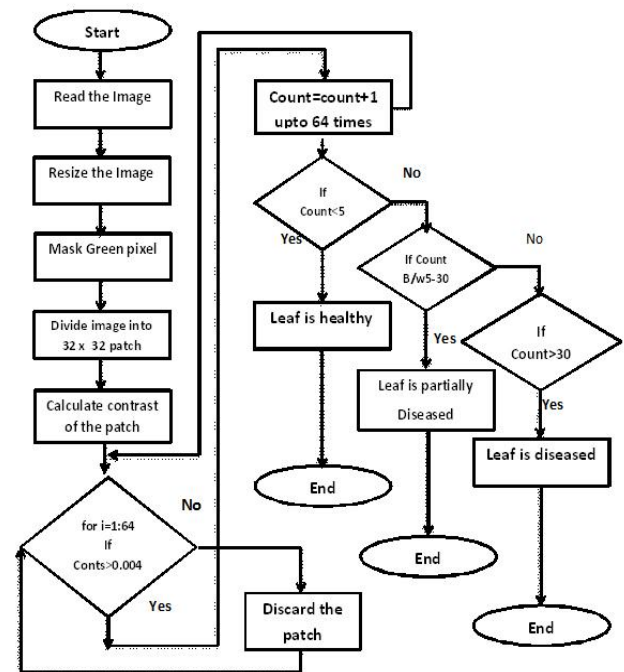 Start
Read the Image
Resize the Image
Mask Green pixel
Divide image into
32 x 32 patch
Calculate contrast
of the patch
for i=1:64
If
Conts>0.004
No
Yes
Discard the
patch
Count=count+1
upto 64 times
If
Count<5
No
Yes
Leaf is healthy
End
If Count
B/w5-30
No
Yes
Leaf is partially
Diseased
End
If
Count>30
Yes
Leaf is diseased
End